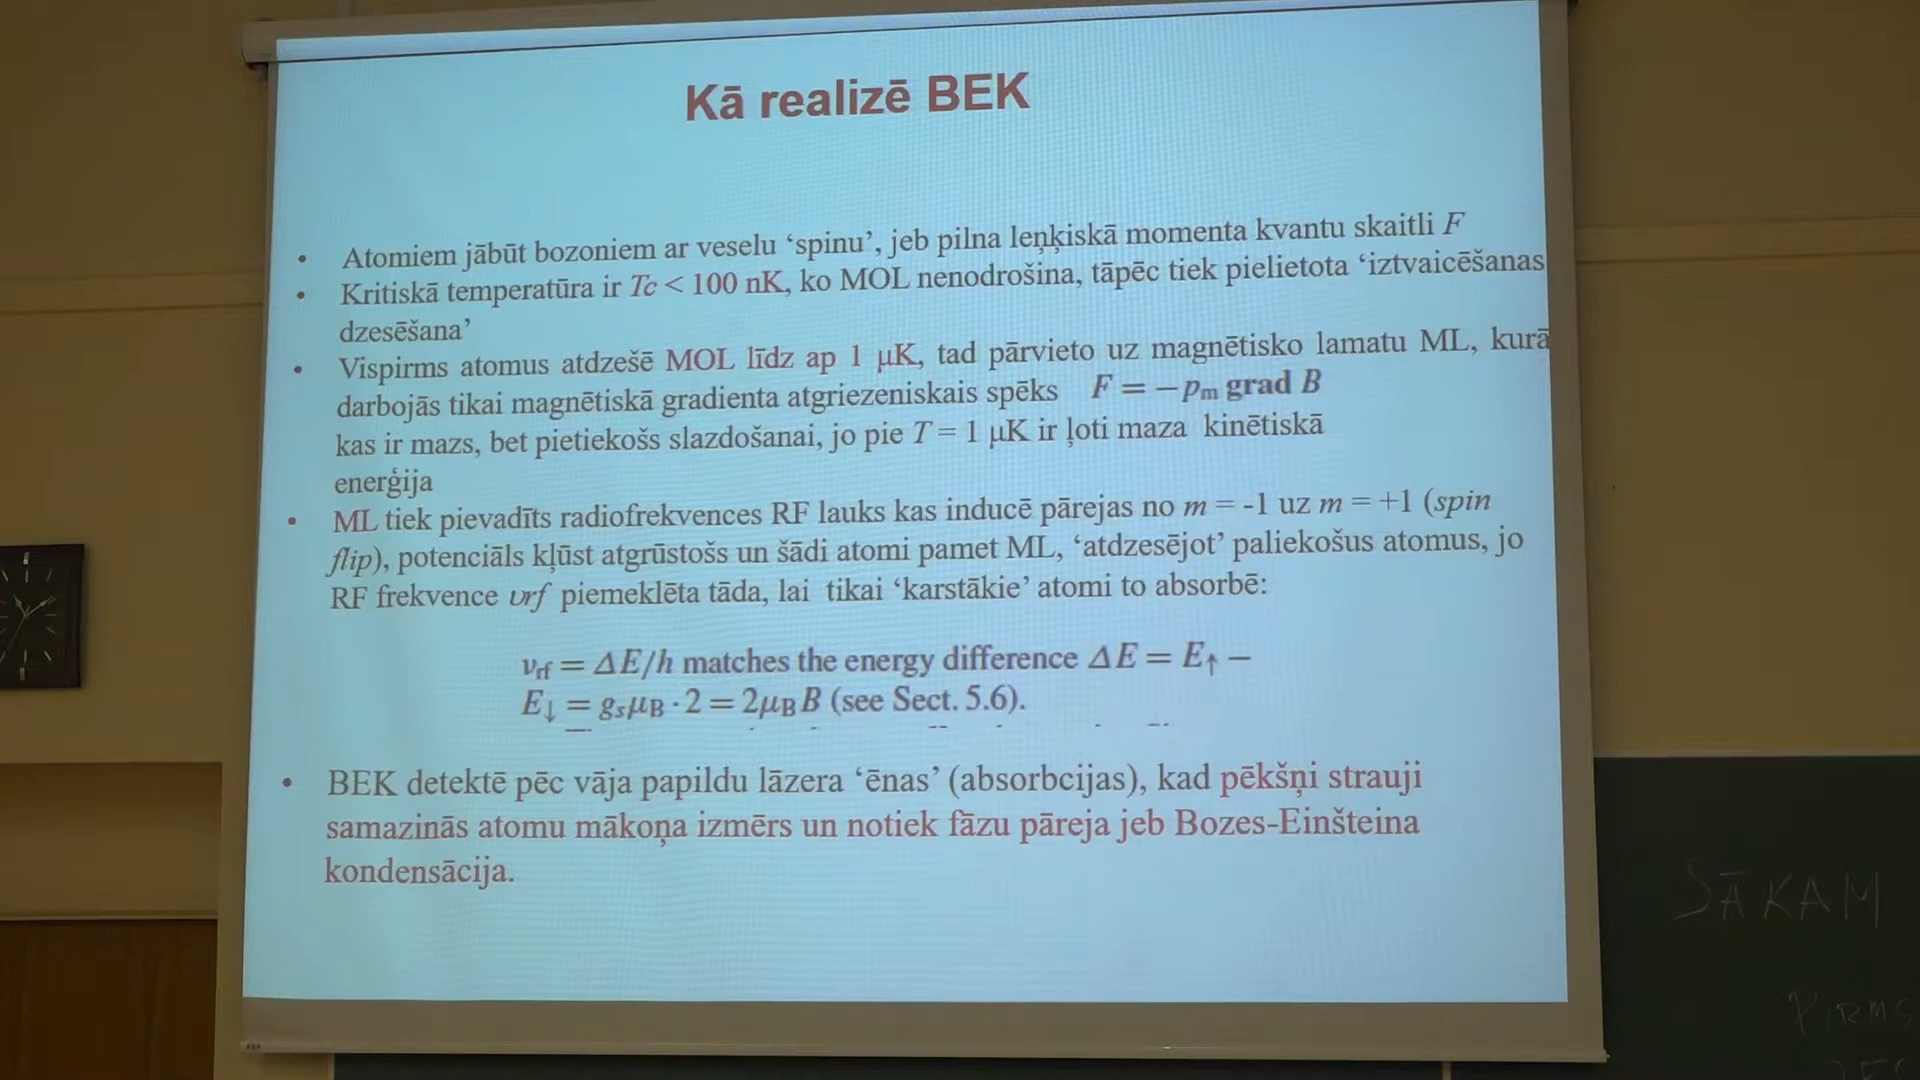 Kā realizē BEK
• Atomiem jābūt bozoniem ar veselu ‘spinu’, jeb pilna leņķiskā momenta kvantu skaitli F
• Kritiskā temperatūra ir Tc < 100 nK, ko MOL nenodrošina, tāpēc tiek pielietota ‘iztvaicēšanas
dzesēšana’
• Vispirms atomus atdzešē MOL līdz ap 1 μK, tad pārvieto uz magnētisko lamatu ML, kurā
darbojās tikai magnētiskā gradienta atgriezeniskais spēks F = −pm grad B
kas ir mazs, bet pietiekošs slazdošanai, jo pie T = 1 μK ir ļoti maza kinētiskā
enerģija
• ML tiek pievadīts radiofrekvences RF lauks kas inducē pārejas no m = -1 uz m = +1 (spin
flip), potenciāls kļūst atgrūstošs un šādi atomi pamet ML, ‘atdzesējot’ paliekošus atomus, jo
RF frekvence υrf piemeklēta tāda, lai tikai ‘karstākie’ atomi to absorbē:
νrf = ΔE/h matches the energy difference ΔE = E↑ −
E↓ = gsμB · 2 = 2μBB (see Sect. 5.6).
• BEK detektē pēc vāja papildu lāzera ‘ēnas’ (absorbcijas), kad pēkšņi strauji
samazinās atomu mākoņa izmērs un notiek fāzu pāreja jeb Bozes-Einšteina
kondensācija.
SĀKAM
PIRMS